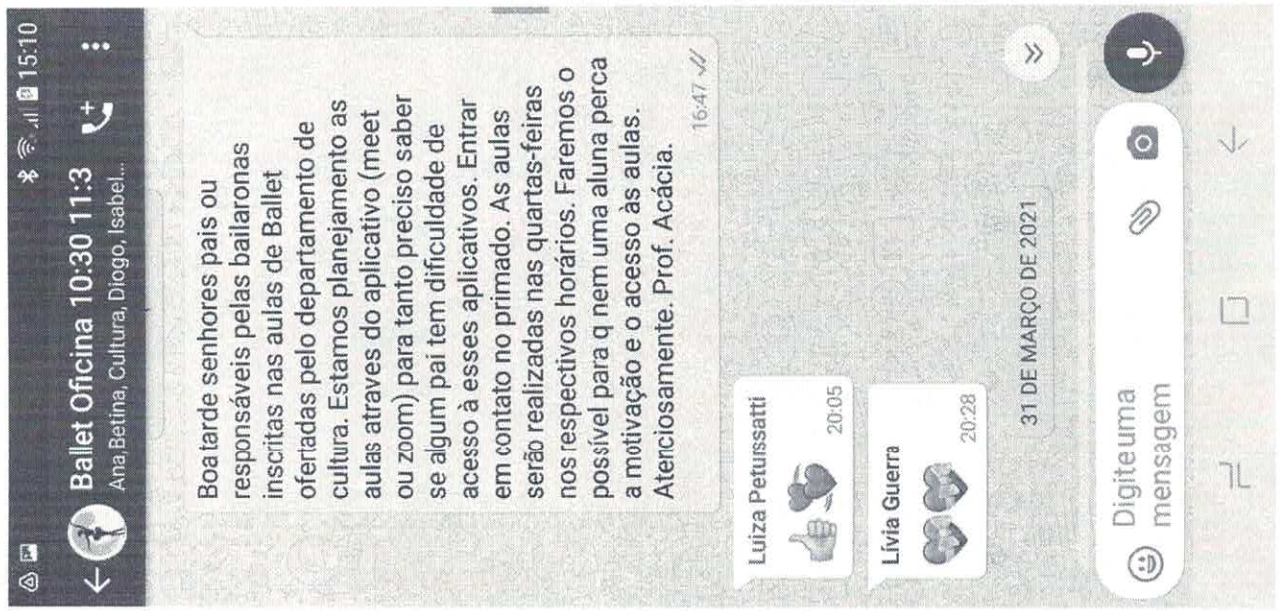 15:10
Ballet Oficina 10:30 11:3
Ana, Betina, Cultura, Diogo, Isabel...
Boa tarde senhores pais ou
responsáveis pelas balaronas
inscritas nas aulas de Ballet
ofertadas pelo departamento de
cultura. Estamos planejamento as
aulas atraves do aplicativo (meet
ou zoom) para tanto preciso saber
se algum pai tem dificuldade de
acesso à esses aplicativos. Entrar
em contato no primado. As aulas
serão realizadas nas quartas-feiras
nos respectivos horários. Faremos o
possível para q nem uma aluna perca
a motivação e o acesso às aulas.
Atenciosamente. Prof. Acácia.
16:47
Luiza Peturssatti
20:05
Lívia Guerra
20:28
31 DE MARÇO DE 2021
Digite uma
mensagem